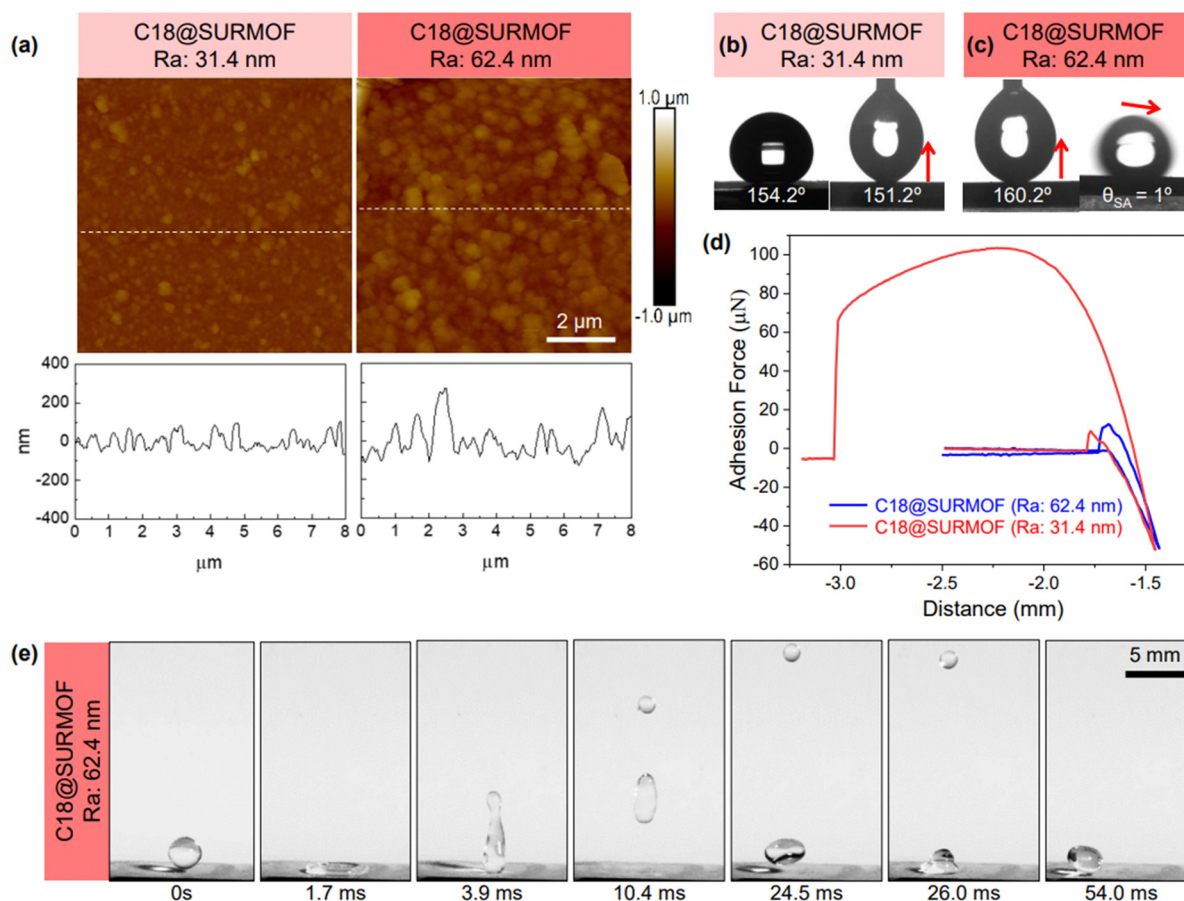 (a)
C18@SURMOF
Ra: 31.4 nm
C18@SURMOF
Ra: 62.4 nm
1.0 μm
-1.0 μm
2 μm
nm
400
200
0
-200
-400
0 1 2 3 4 5 6 7 8
μm
0 1 2 3 4 5 6 7 8
μm
(b)
C18@SURMOF
Ra: 31.4 nm
154.2º
151.2º
(c)
C18@SURMOF
Ra: 62.4 nm
160.2º
θSA = 1º
(d)
Adhesion Force (μN)
100
80
60
40
20
0
-20
-40
-60
C18@SURMOF (Ra: 62.4 nm)
C18@SURMOF (Ra: 31.4 nm)
-3.0 -2.5 -2.0 -1.5
Distance (mm)
(e)
C18@SURMOF
Ra: 62.4 nm
5 mm
0s 1.7 ms 3.9 ms 10.4 ms 24.5 ms 26.0 ms 54.0 ms